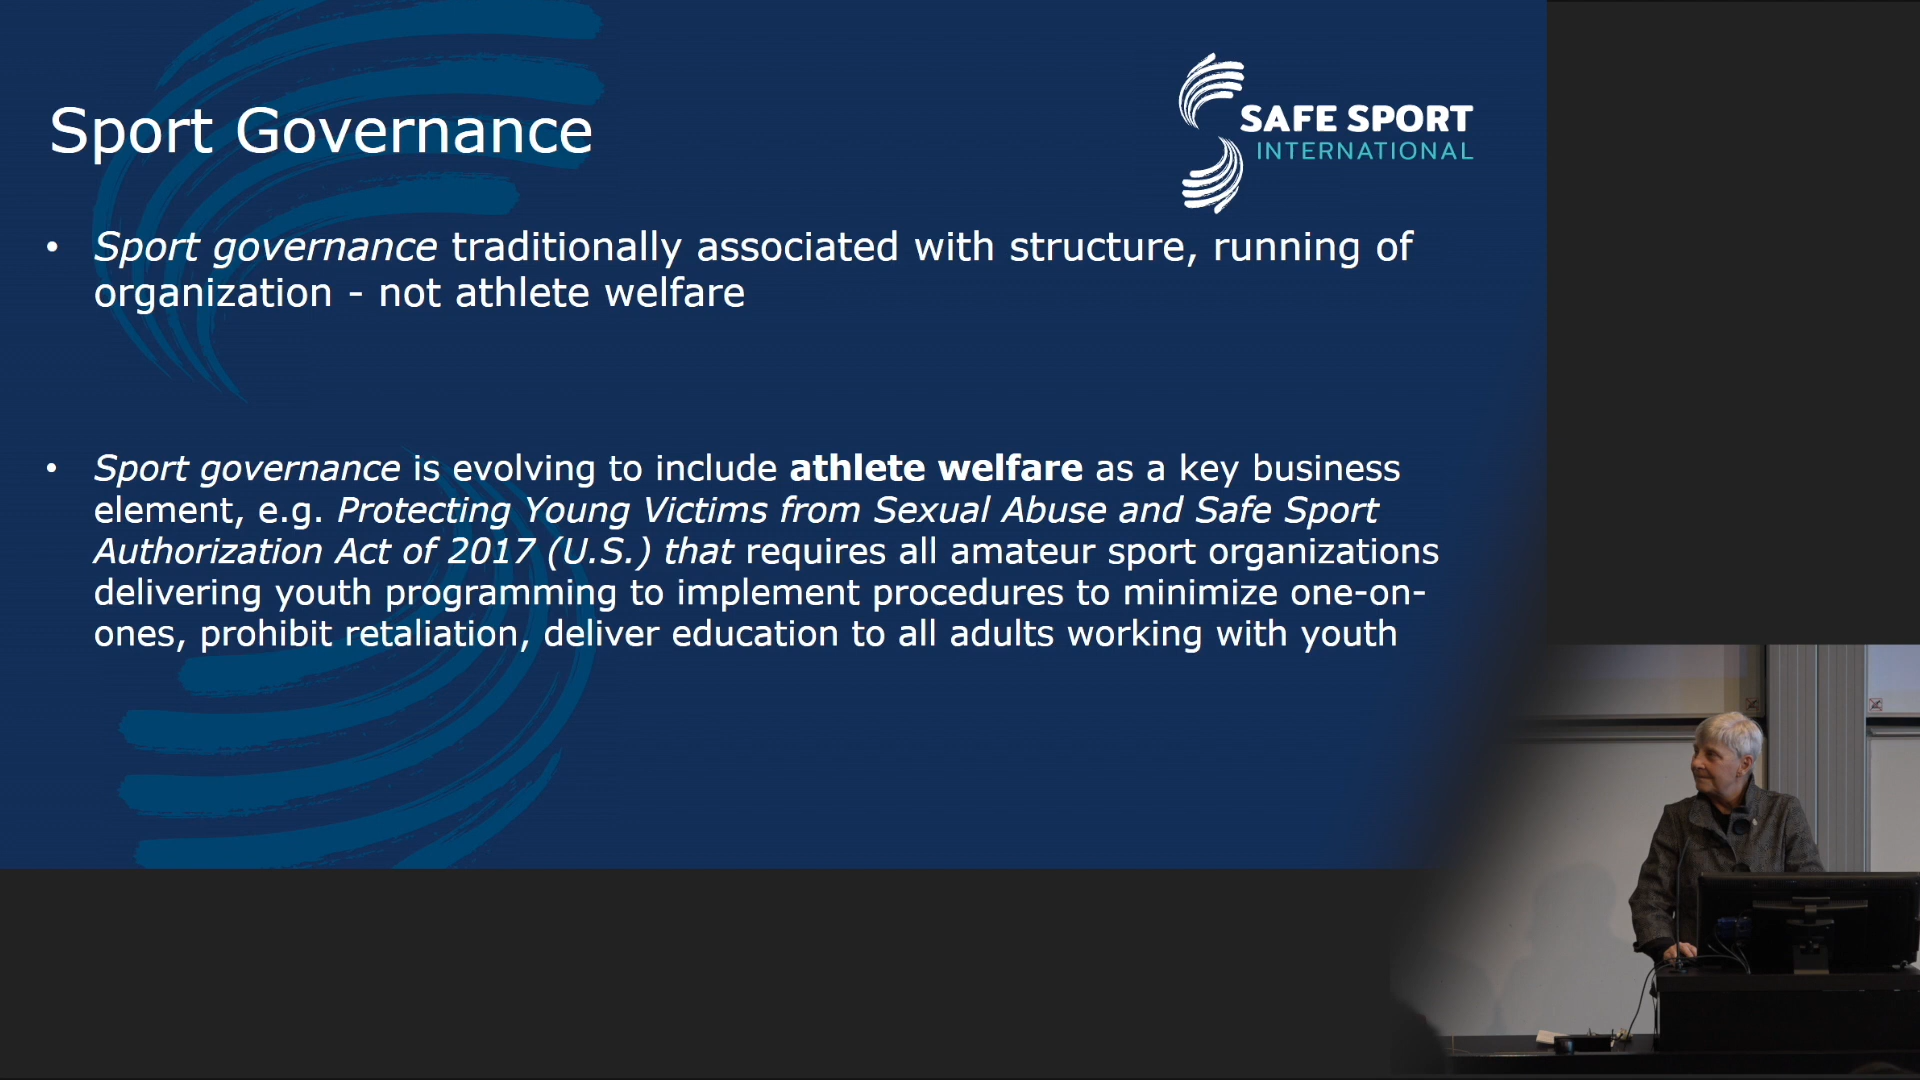 Sport Governance
SAFE SPORT
INTERNATIONAL
• Sport governance traditionally associated with structure, running of
organization - not athlete welfare
• Sport governance is evolving to include athlete welfare as a key business
element, e.g. Protecting Young Victims from Sexual Abuse and Safe Sport
Authorization Act of 2017 (U.S.) that requires all amateur sport organizations
delivering youth programming to implement procedures to minimize one-on-
ones, prohibit retaliation, deliver education to all adults working with youth